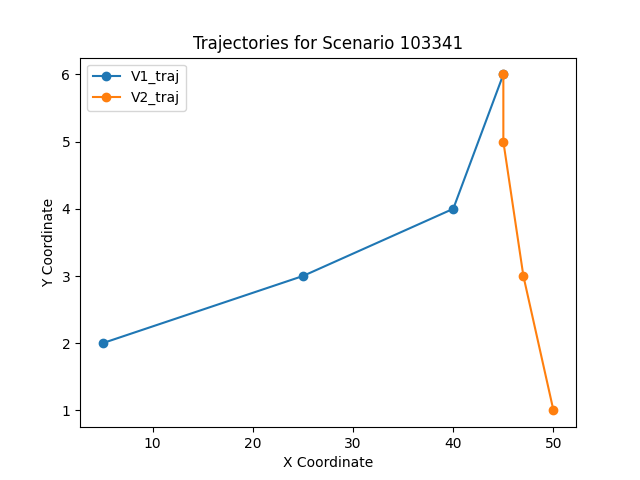 Trajectories for Scenario 103341
V1_traj
V2_traj
Y Coordinate
6
5
4
3
2
1
10 20 30 40 50
X Coordinate